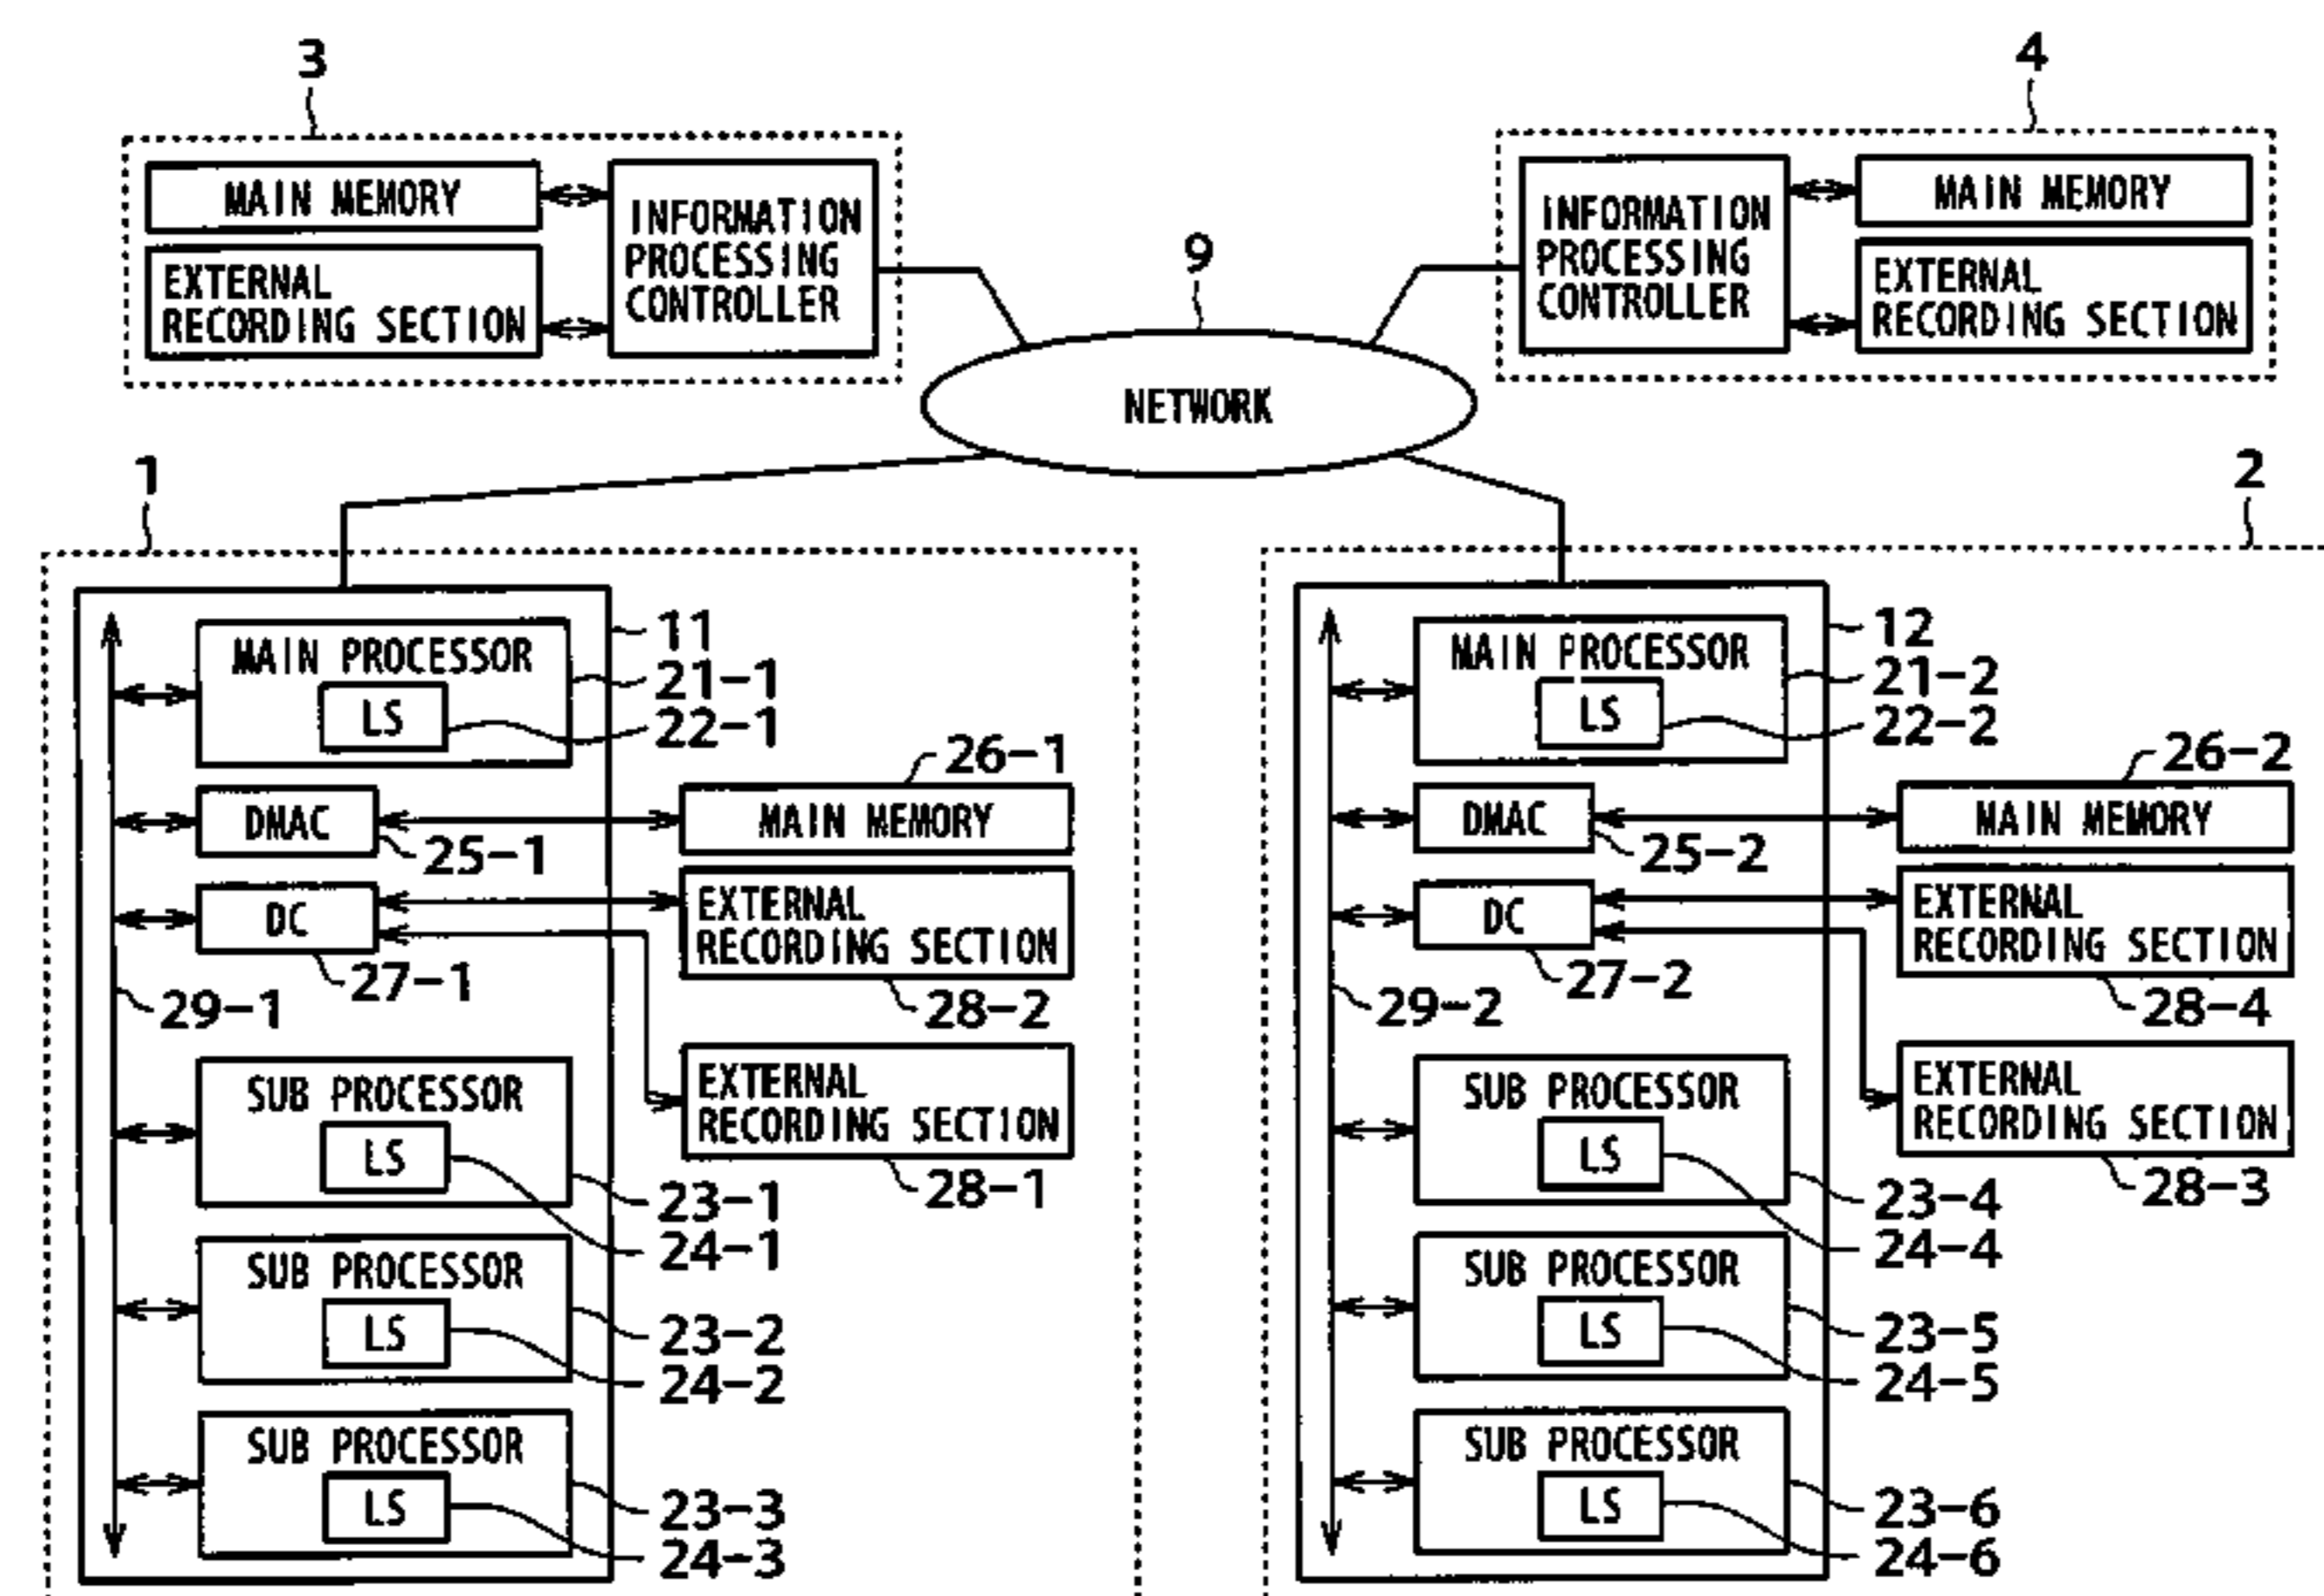 3
4
MAIN MEMORY
EXTERNAL
RECORDING SECTION
INFORMATION
PROCESSING
CONTROLLER
9
NETWORK
INFORMATION
PROCESSING
CONTROLLER
MAIN MEMORY
EXTERNAL
RECORDING SECTION
1
2
11
MAIN PROCESSOR
21-1
LS
22-1
26-1
DMAC
MAIN MEMORY
25-1
DC
EXTERNAL
RECORDING SECTION
27-1
29-1
28-2
SUB PROCESSOR
EXTERNAL
RECORDING SECTION
LS
28-1
23-1
24-1
SUB PROCESSOR
LS
23-2
24-2
SUB PROCESSOR
LS
23-3
24-3
12
MAIN PROCESSOR
21-2
LS
22-2
26-2
DMAC
MAIN MEMORY
25-2
DC
EXTERNAL
RECORDING SECTION
27-2
29-2
28-4
SUB PROCESSOR
EXTERNAL
RECORDING SECTION
LS
28-3
23-4
24-4
SUB PROCESSOR
LS
23-5
24-5
SUB PROCESSOR
LS
23-6
24-6